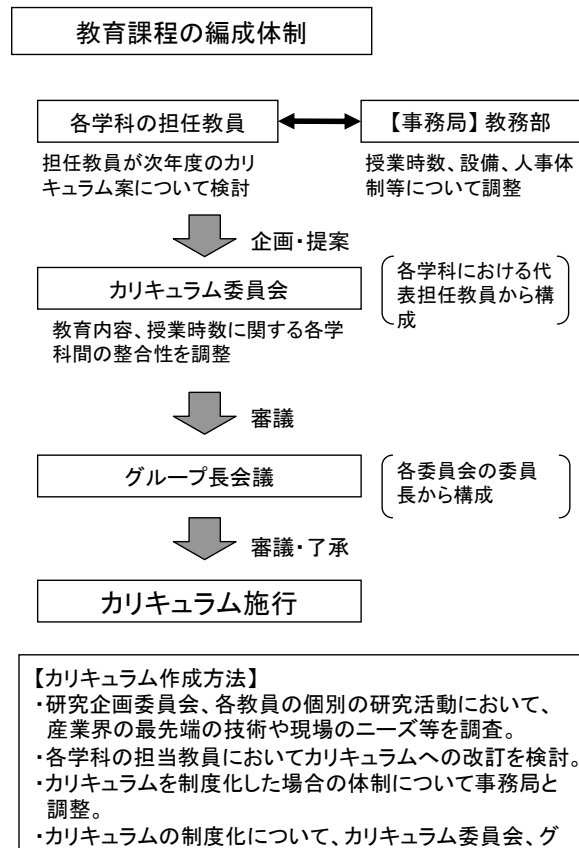 教育課程の編成体制
各学科の担任教員
【事務局】教務部
担任教員が次年度のカリ
キュラム案について検討
授業時数、設備、人事体
制等について調整
企画・提案
カリキュラム委員会
各学科における代
表担任教員から構
成
教育内容、授業時数に関する各学
科間の整合性を調整
審議
グループ長会議
各委員会の委員
長から構成
審議・了承
カリキュラム施行
【カリキュラム作成方法】
・研究企画委員会、各教員の個別の研究活動において、
産業界の最先端の技術や現場のニーズ等を調査。
・各学科の担当教員においてカリキュラムへの改訂を検討。
・カリキュラムを制度化した場合の体制について事務局と
調整。
・カリキュラムの制度化について、カリキュラム委員会、グ